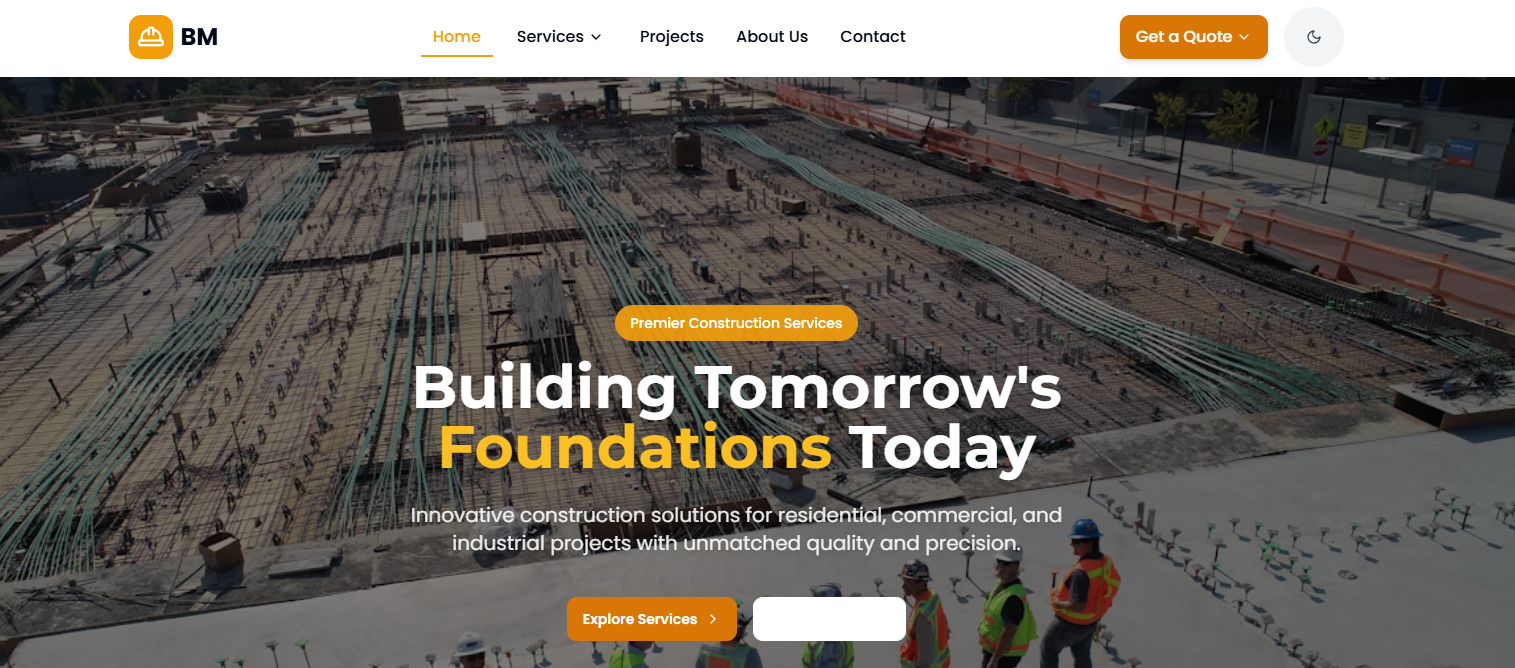 BM
Home
Services
Projects
About Us
Contact
Get a Quote
Premier Construction Services
Building Tomorrow's
Foundations Today
Innovative construction solutions for residential, commercial, and
industrial projects with unmatched quality and precision.
Explore Services